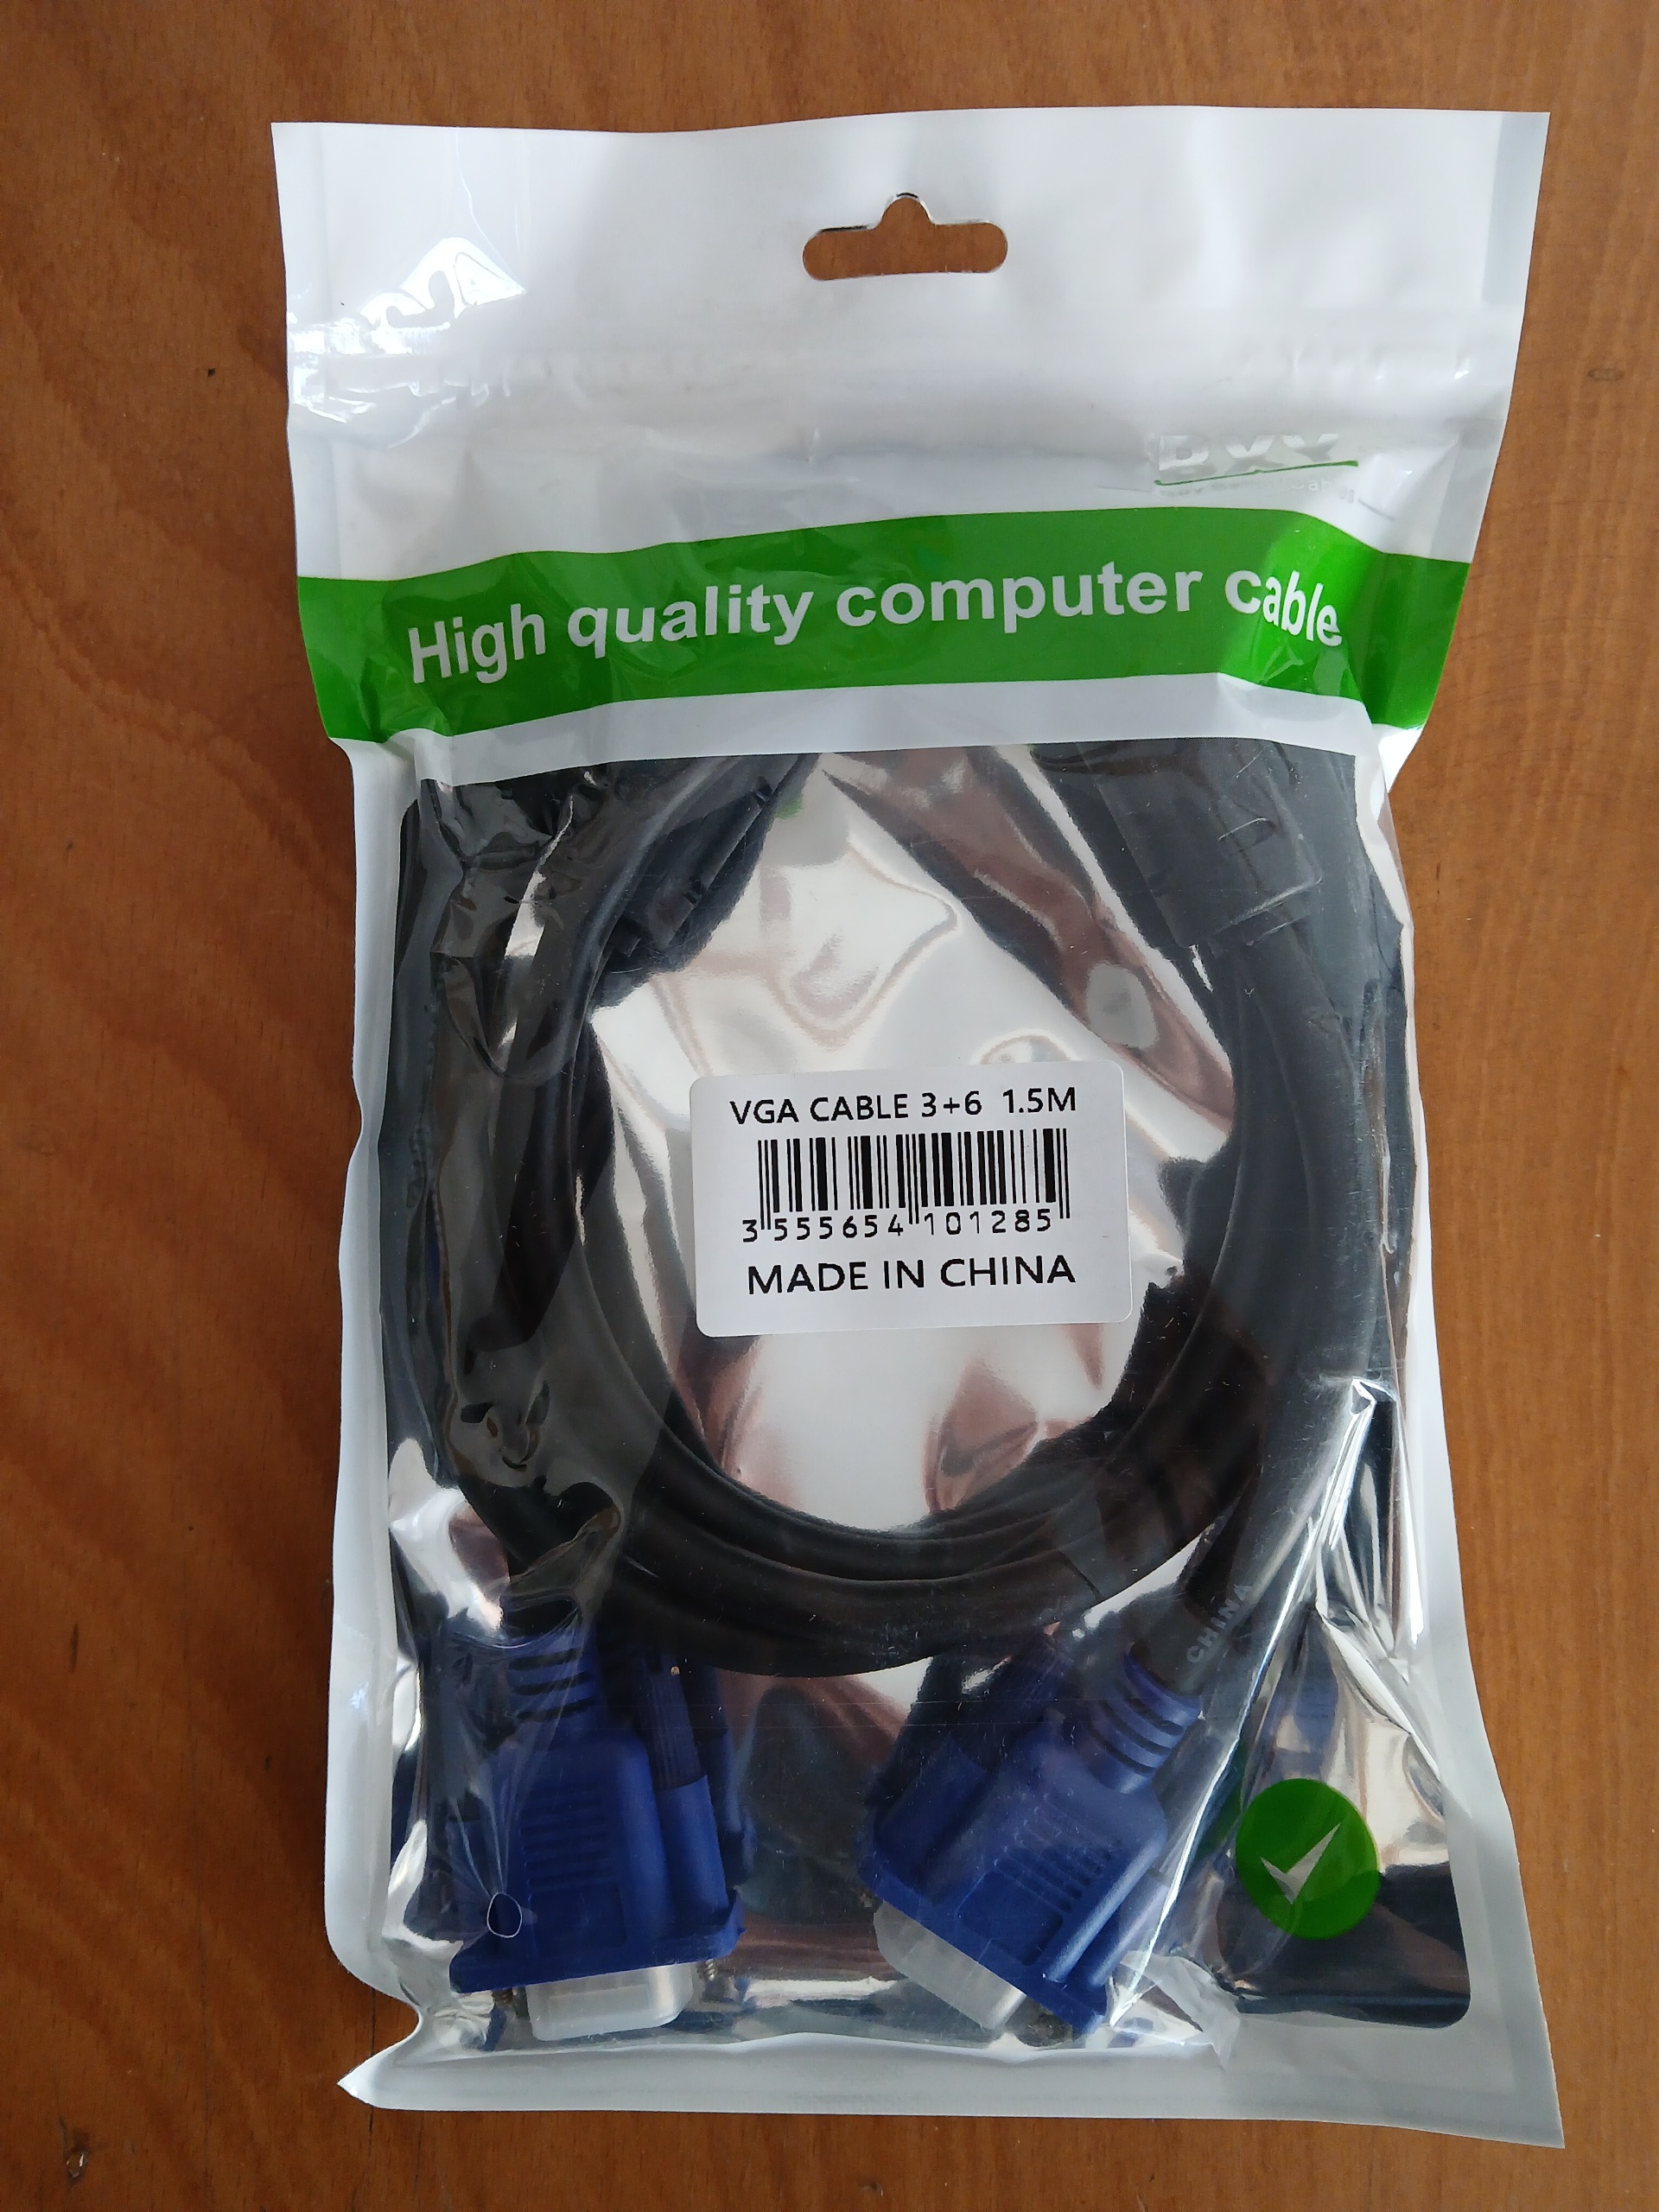 High quality computer cable
VGA CABLE 3+6 1.5M
3 555654 101285
MADE IN CHINA
CHINA